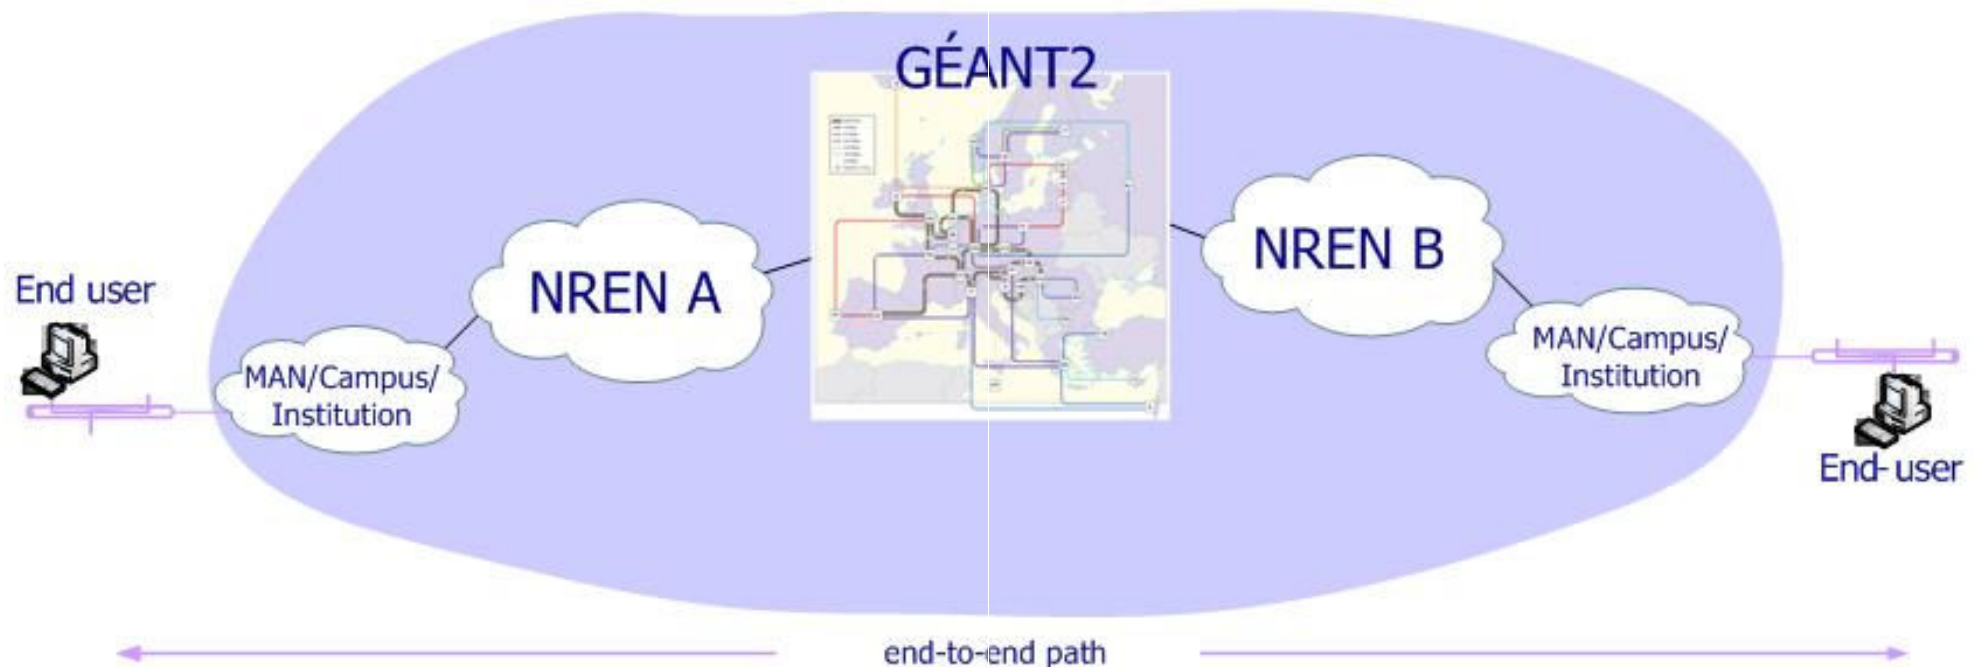 GÉANT2
NREN A
NREN B
End user
MAN/Campus/
Institution
MAN/Campus/
Institution
End-user
end-to-end path